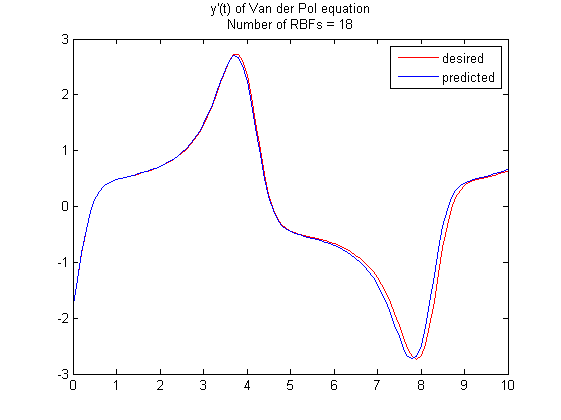 y'(t) of Van der Pol equation
Number of RBFs = 18
desired
predicted
3
2
1
0
-1
-2
-3
0 1 2 3 4 5 6 7 8 9 10